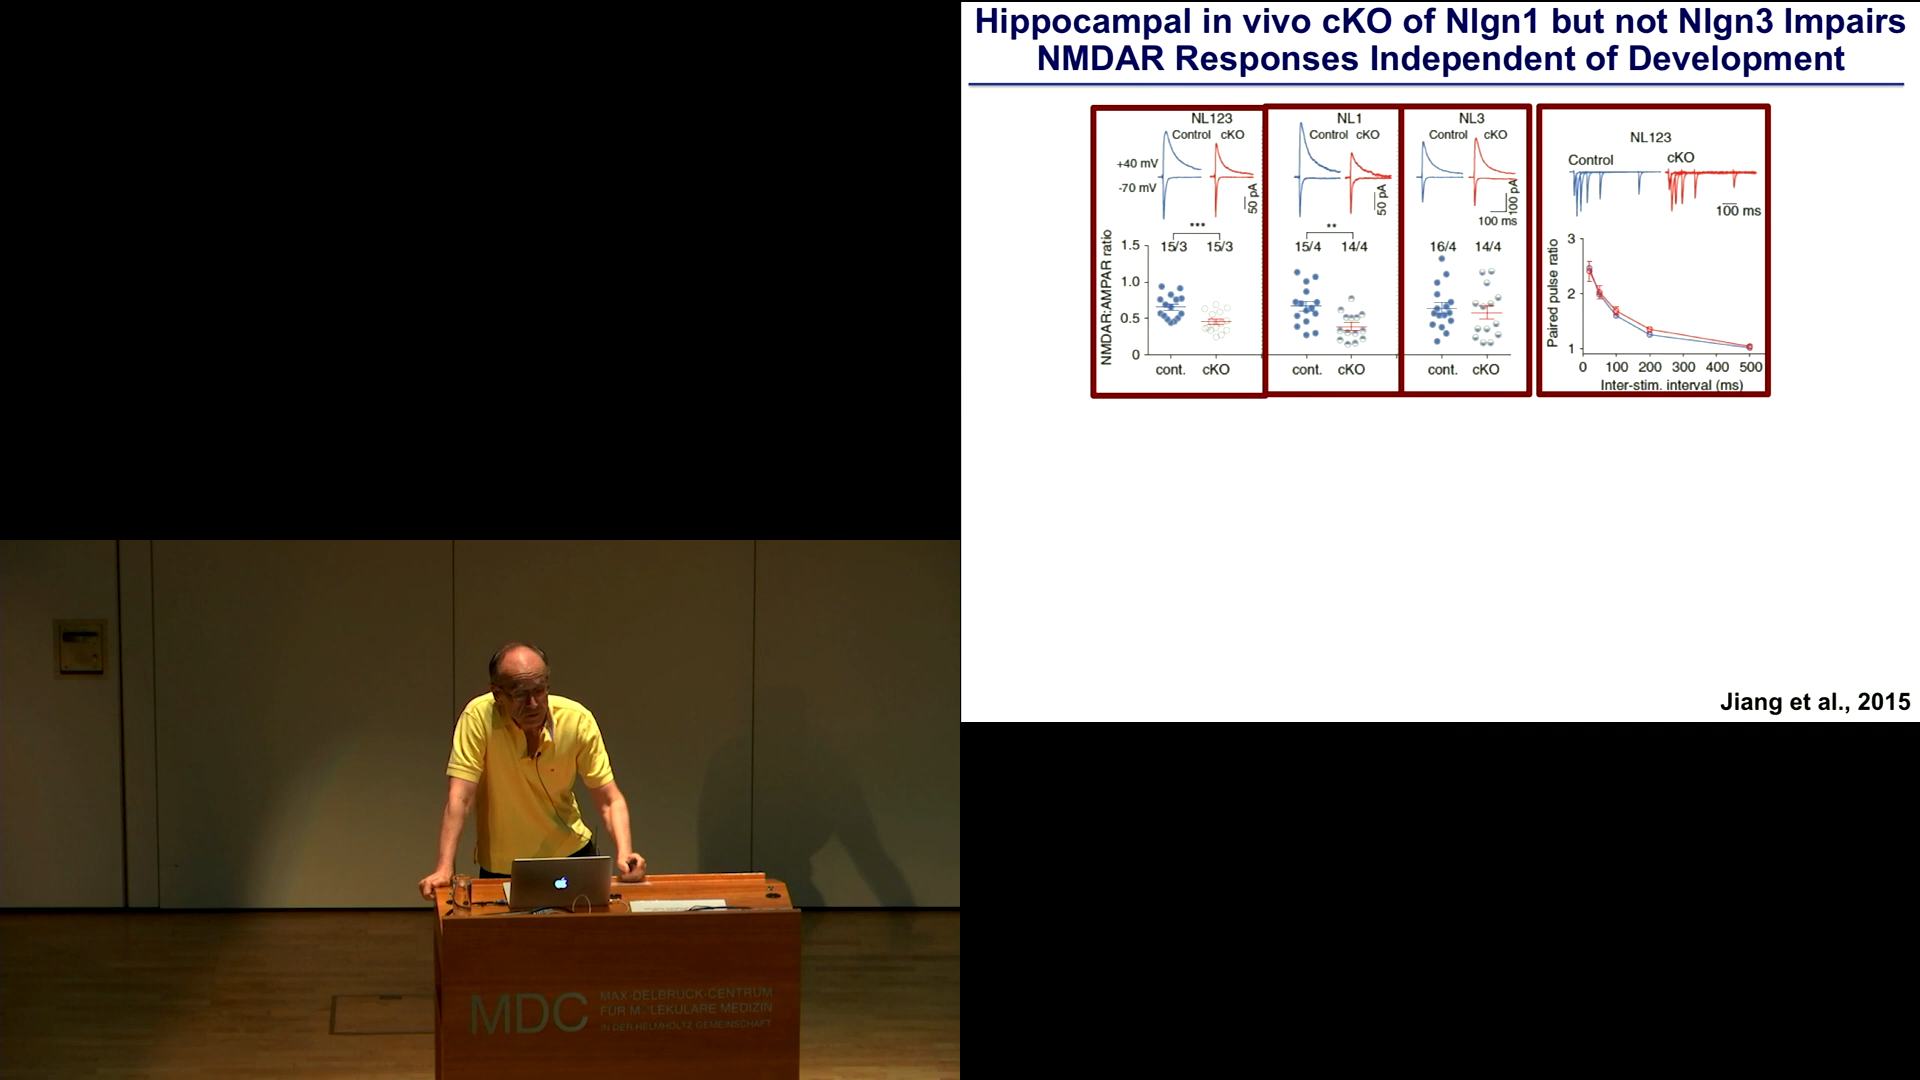 Hippocampal in vivo cKO of Nlgn1 but not Nlgn3 Impairs
NMDAR Responses Independent of Development
NL123
Control cKO
+40 mV
-70 mV
50 pA
***
15/3 15/3
NMDAR:AMPAR ratio
1.5
1.0
0.5
0
cont. cKO
NL1
Control cKO
50 pA
**
15/4 14/4
cont. cKO
NL3
Control cKO
100 pA
100 ms
16/4 14/4
cont. cKO
NL123
Control cKO
100 ms
Paired pulse ratio
3
2
1
0 100 200 300 400 500
Inter-stim. interval (ms)
Jiang et al., 2015
MDC
MAX-DELBRÜCK-CENTRUM
FÜR MOLEKULARE MEDIZIN
IN DER HELMHOLTZ-GEMEINSCHAFT